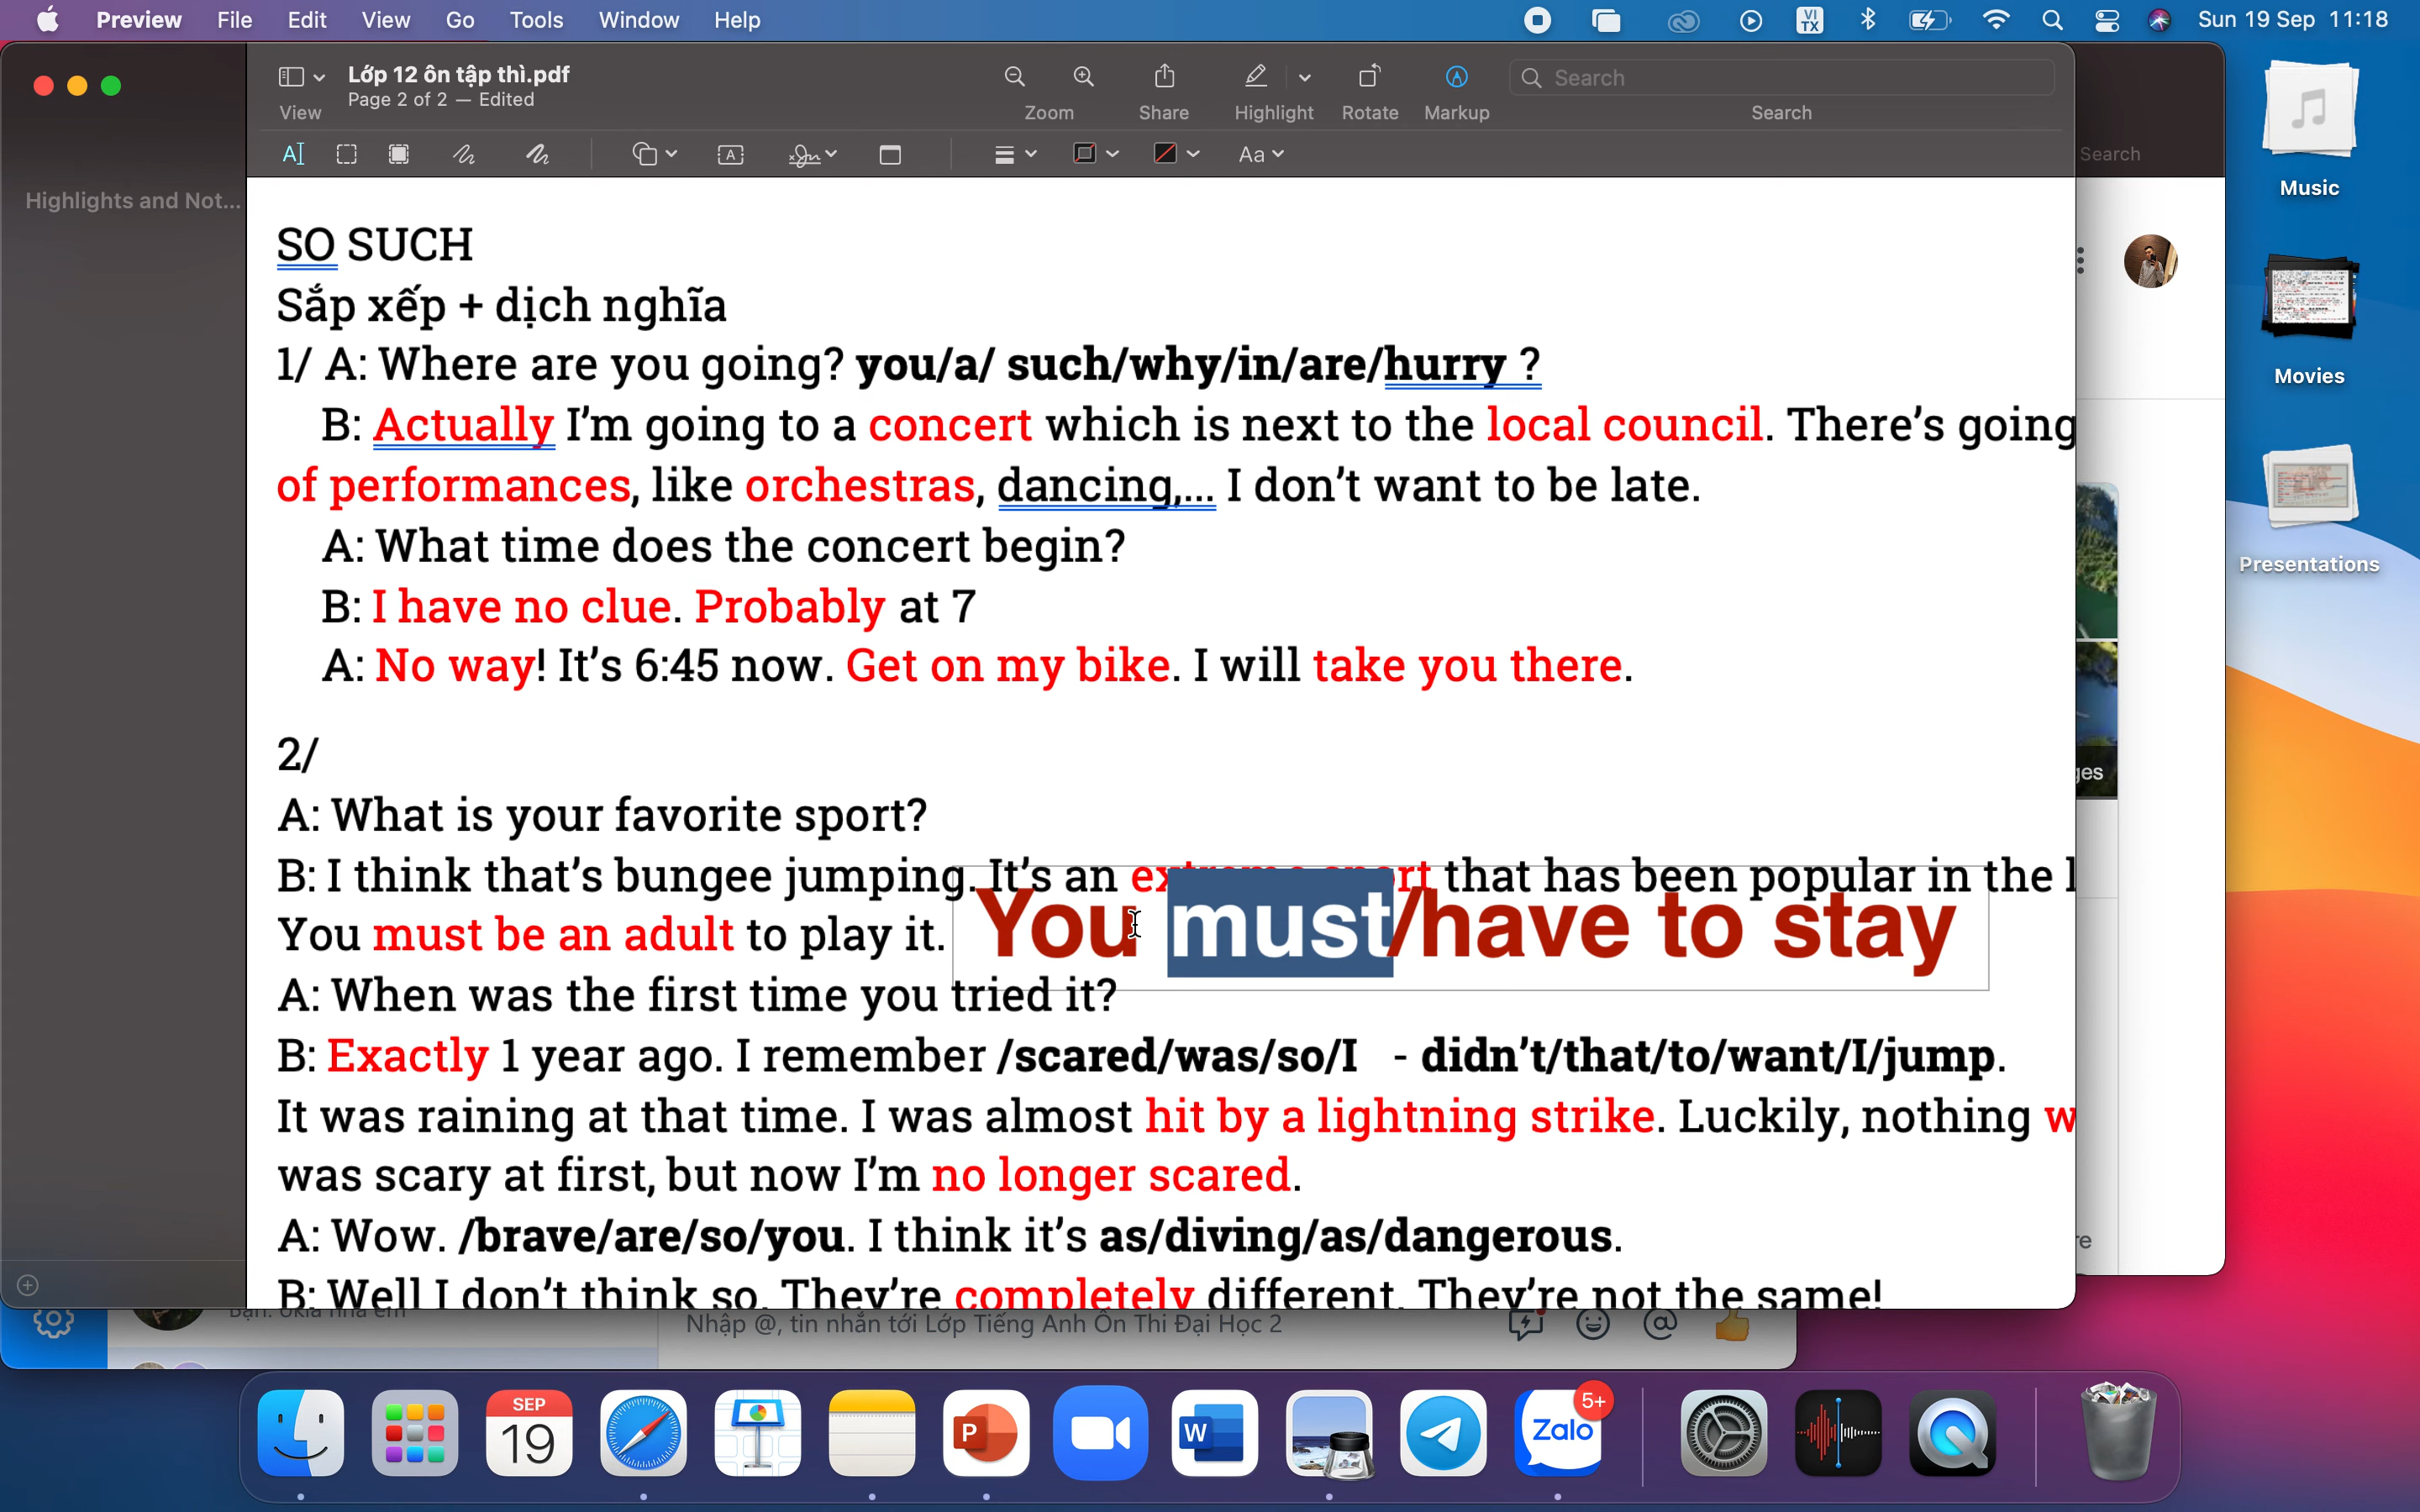 Preview File Edit View Go Tools Window Help VI TX Sun 19 Sep 11:18
Lớp 12 ôn tập thì.pdf
Page 2 of 2 — Edited
Search
View Zoom Share Highlight Rotate Markup Search
A Aa
Search
Highlights and Not...
Music
Movies
Presentations
SO SUCH
Sắp xếp + dịch nghĩa
1/ A: Where are you going? you/a/ such/why/in/are/hurry ?
B: Actually I'm going to a concert which is next to the local council. There's going
of performances, like orchestras, dancing,... I don't want to be late.
A: What time does the concert begin?
B: I have no clue. Probably at 7
A: No way! It's 6:45 now. Get on my bike. I will take you there.
2/
A: What is your favorite sport?
B: I think that's bungee jumping. It's an extreme sport that has been popular in the l
You must be an adult to play it.
You must/have to stay
A: When was the first time you tried it?
B: Exactly 1 year ago. I remember /scared/was/so/I - didn't/that/to/want/I/jump.
It was raining at that time. I was almost hit by a lightning strike. Luckily, nothing w
was scary at first, but now I'm no longer scared.
A: Wow. /brave/are/so/you. I think it's as/diving/as/dangerous.
B: Well I don't think so. They're completely different. They're not the same!
ges
re
Nhập @, tin nhắn tới Lớp Tiếng Anh Ôn Thi Đại Học 2
SEP
19
P
W
Zalo
5+